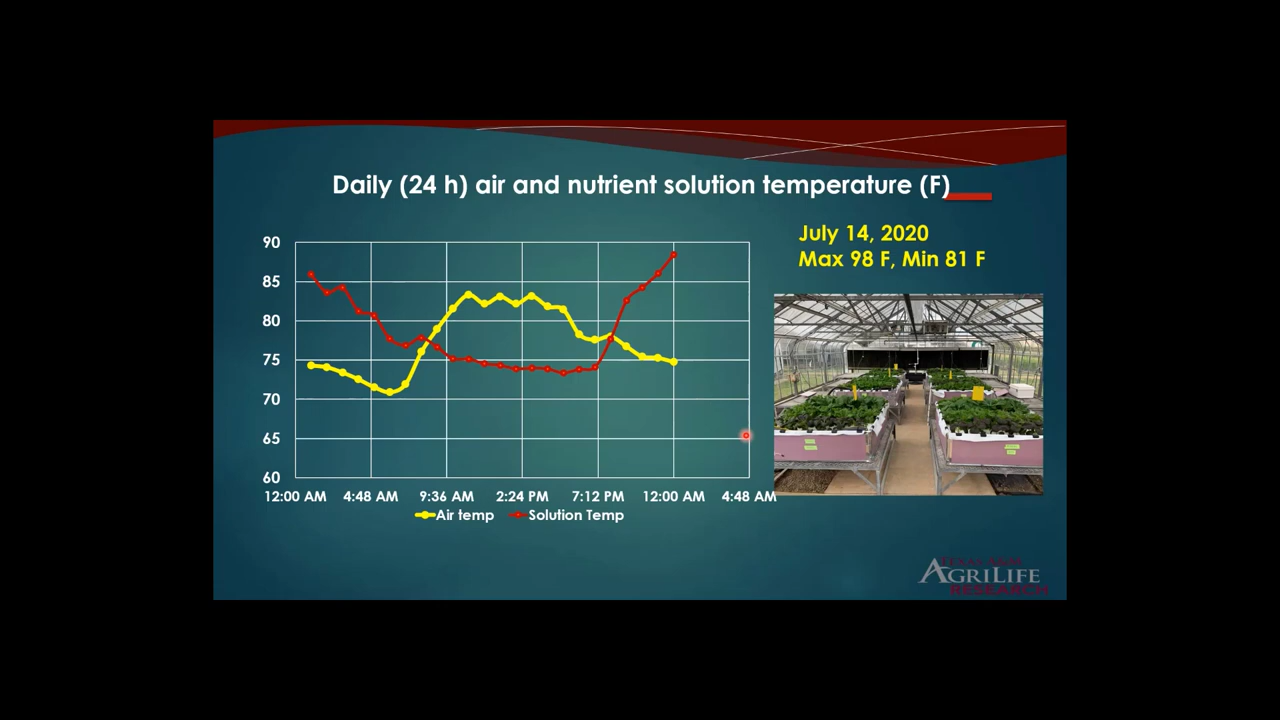 Daily (24 h) air and nutrient solution temperature (F)
July 14, 2020
Max 98 F, Min 81 F
90
85
80
75
70
65
60
12:00 AM 4:48 AM 9:36 AM 2:24 PM 7:12 PM 12:00 AM 4:48 AM
Air temp Solution Temp
TEXAS A&M
AGRILIFE
RESEARCH